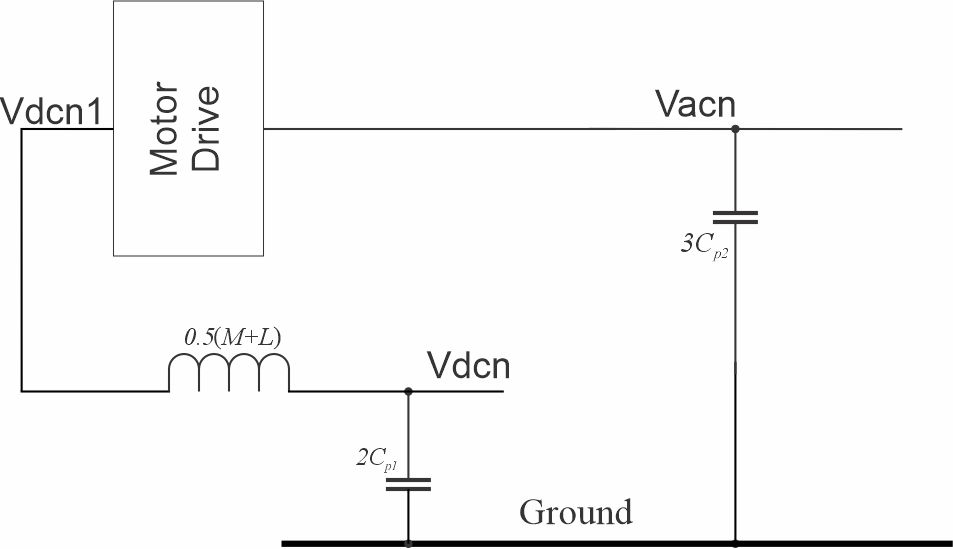 Vdcn1
Motor
Drive
Vacn
3Cp2
0.5(M+L)
Vdcn
2Cp1
Ground